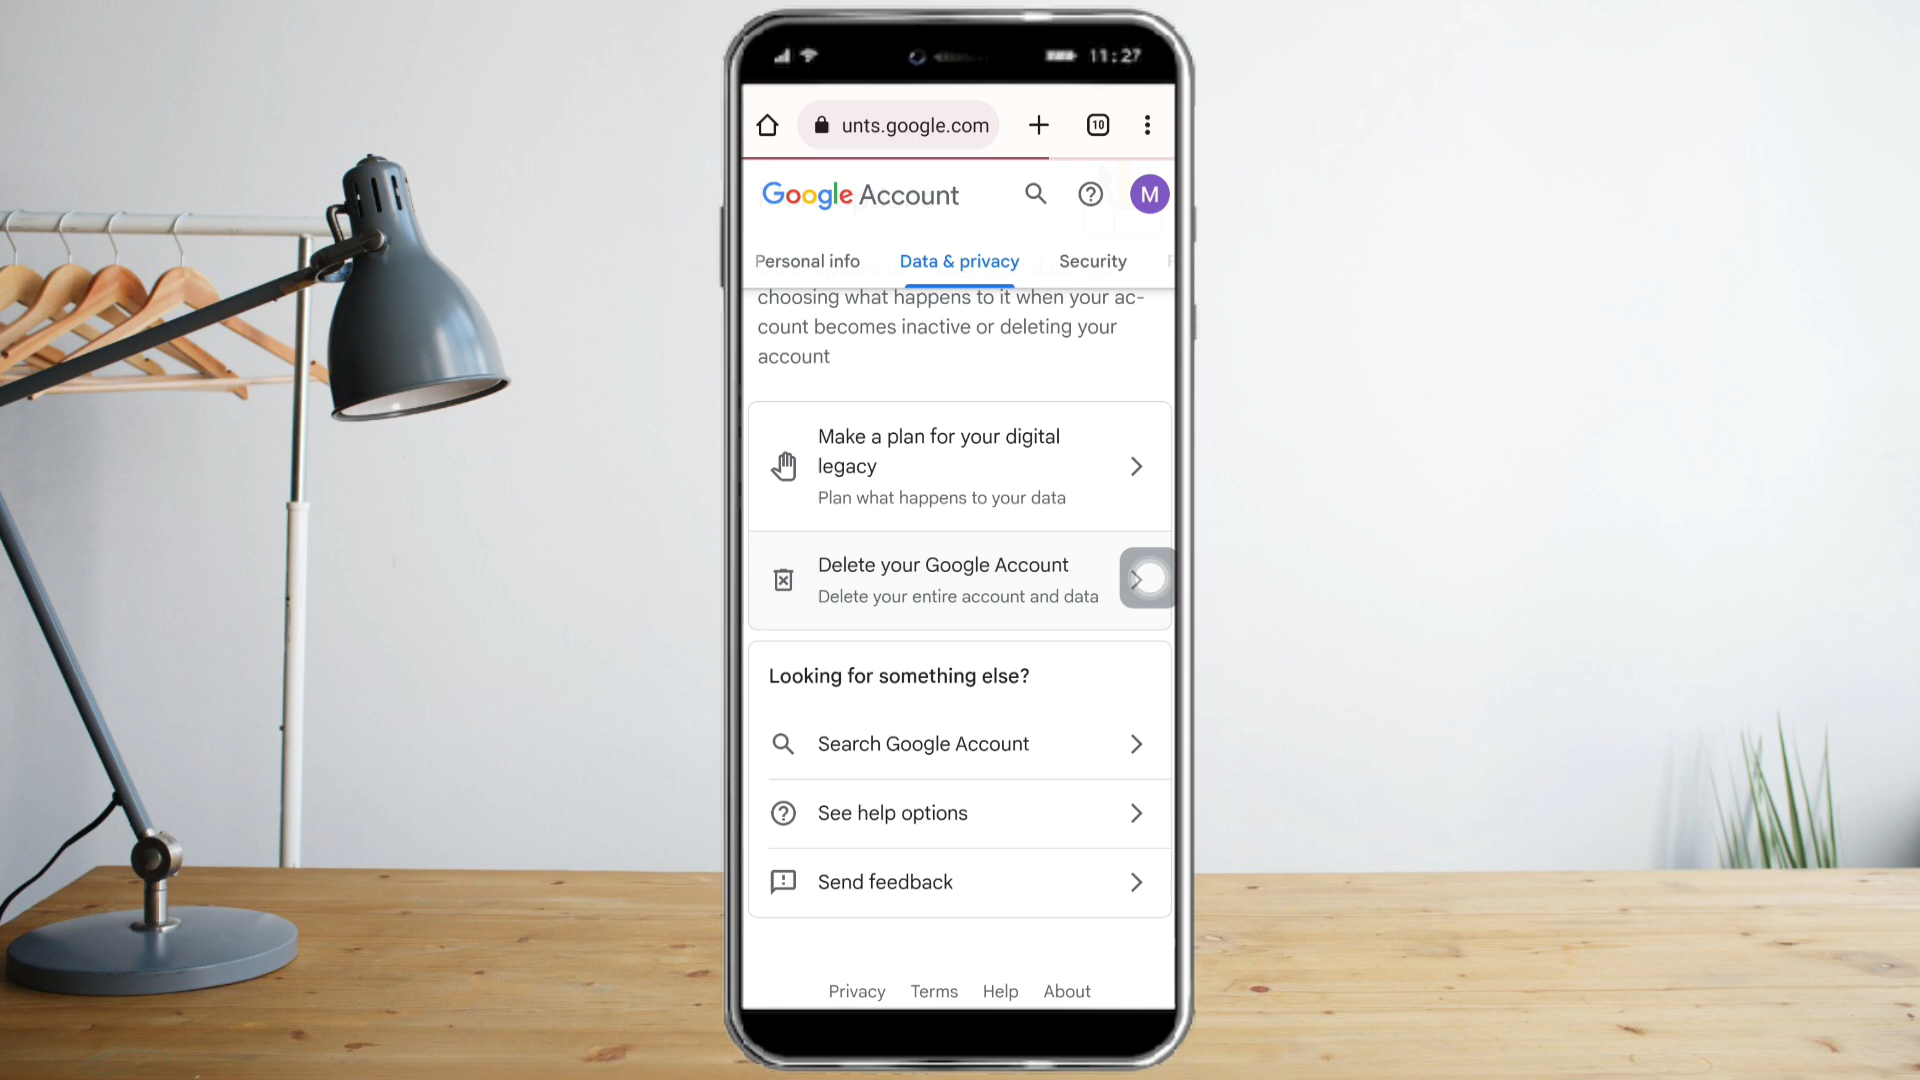 11:27
unts.google.com
10
Google Account
M
Personal info
Data & privacy
Security
choosing what happens to it when your ac-
count becomes inactive or deleting your
account
Make a plan for your digital
legacy
Plan what happens to your data
Delete your Google Account
Delete your entire account and data
Looking for something else?
Search Google Account
See help options
Send feedback
Privacy
Terms
Help
About